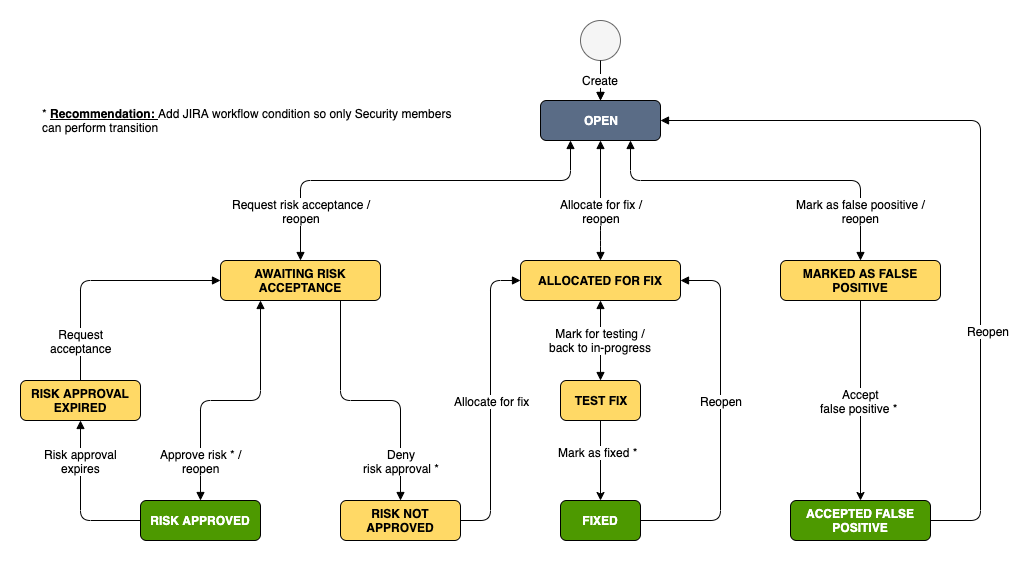 Create
* Recommendation: Add JIRA workflow condition so only Security members
can perform transition
OPEN
Request risk acceptance /
reopen
Allocate for fix /
reopen
Mark as false poositive /
reopen
AWAITING RISK
ACCEPTANCE
ALLOCATED FOR FIX
MARKED AS FALSE
POSITIVE
Request
acceptance
Mark for testing /
back to in-progress
Reopen
RISK APPROVAL
EXPIRED
Allocate for fix
TEST FIX
Reopen
Accept
false positive *
Risk approval
expires
Approve risk * /
reopen
Deny
risk approval *
Mark as fixed *
RISK APPROVED
RISK NOT
APPROVED
FIXED
ACCEPTED FALSE
POSITIVE